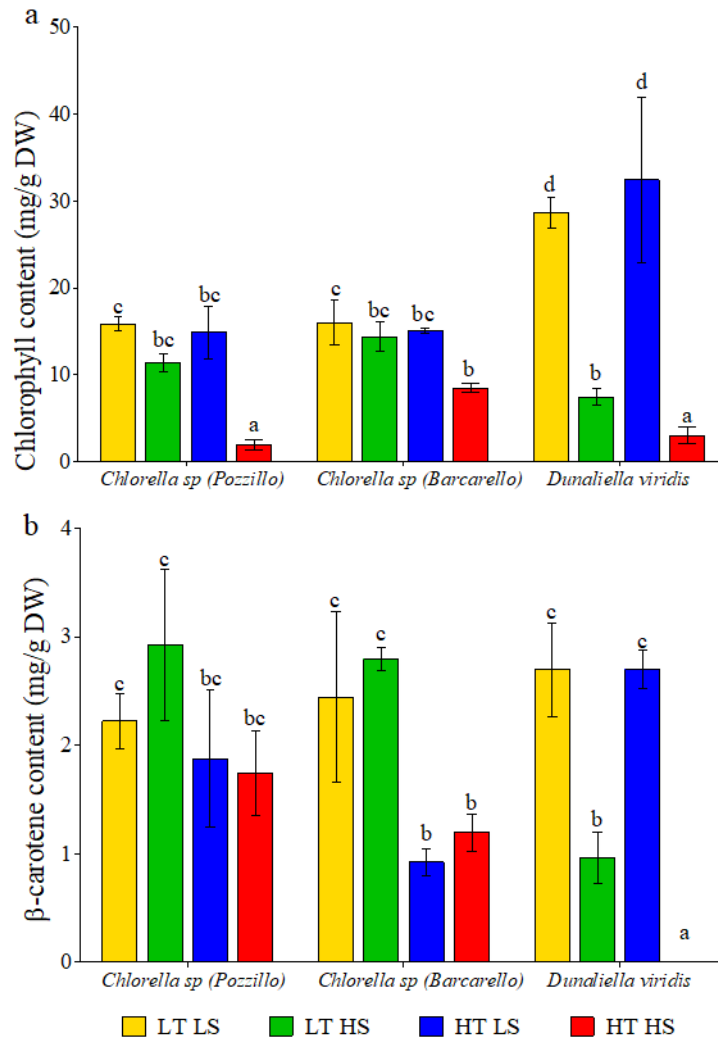 a
Chlorophyll content (mg/g DW)
50
40
30
20
10
0
c
bc
bc
a
c
bc
bc
b
d
b
d
a
Chlorella sp (Pozzillo)
Chlorella sp (Barcarello)
Dunaliella viridis
b
β-carotene content (mg/g DW)
4
3
2
1
0
c
c
bc
bc
c
c
b
b
c
b
c
a
Chlorella sp (Pozzillo)
Chlorella sp (Barcarello)
Dunaliella viridis
LT LS
LT HS
HT LS
HT HS